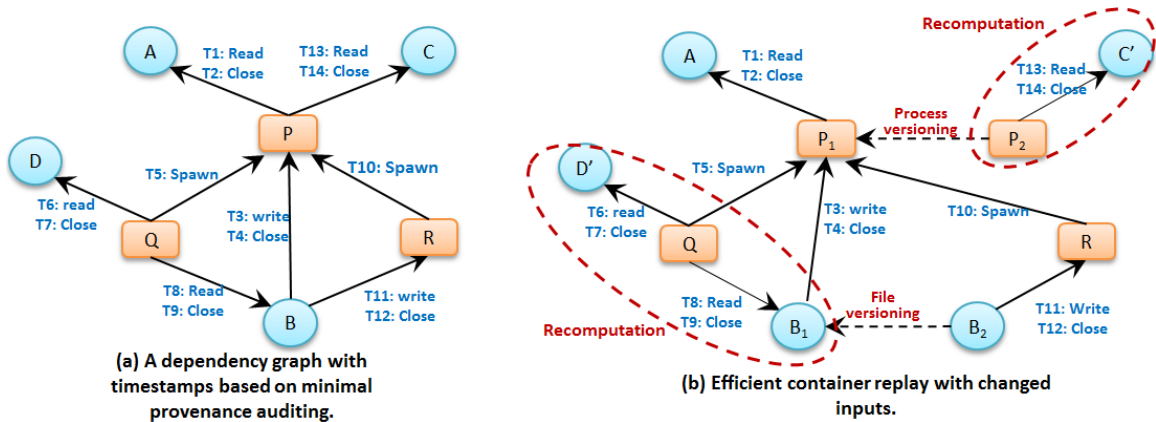 A
T1: Read
T2: Close
T13: Read
T14: Close
C
P
D
T5: Spawn
T10: Spawn
T6: read
T7: Close
Q
T3: write
T4: Close
R
T8: Read
T9: Close
T11: write
T12: Close
B
(a) A dependency graph with
timestamps based on minimal
provenance auditing.
Recomputation
A
T1: Read
T2: Close
C'
T13: Read
T14: Close
Process
versioning
P1
P2
D'
T5: Spawn
T6: read
T7: Close
T3: write
T4: Close
T10: Spawn
Q
R
T8: Read
T9: Close
File
versioning
T11: Write
T12: Close
Recomputation
B1
B2
(b) Efficient container replay with changed
inputs.